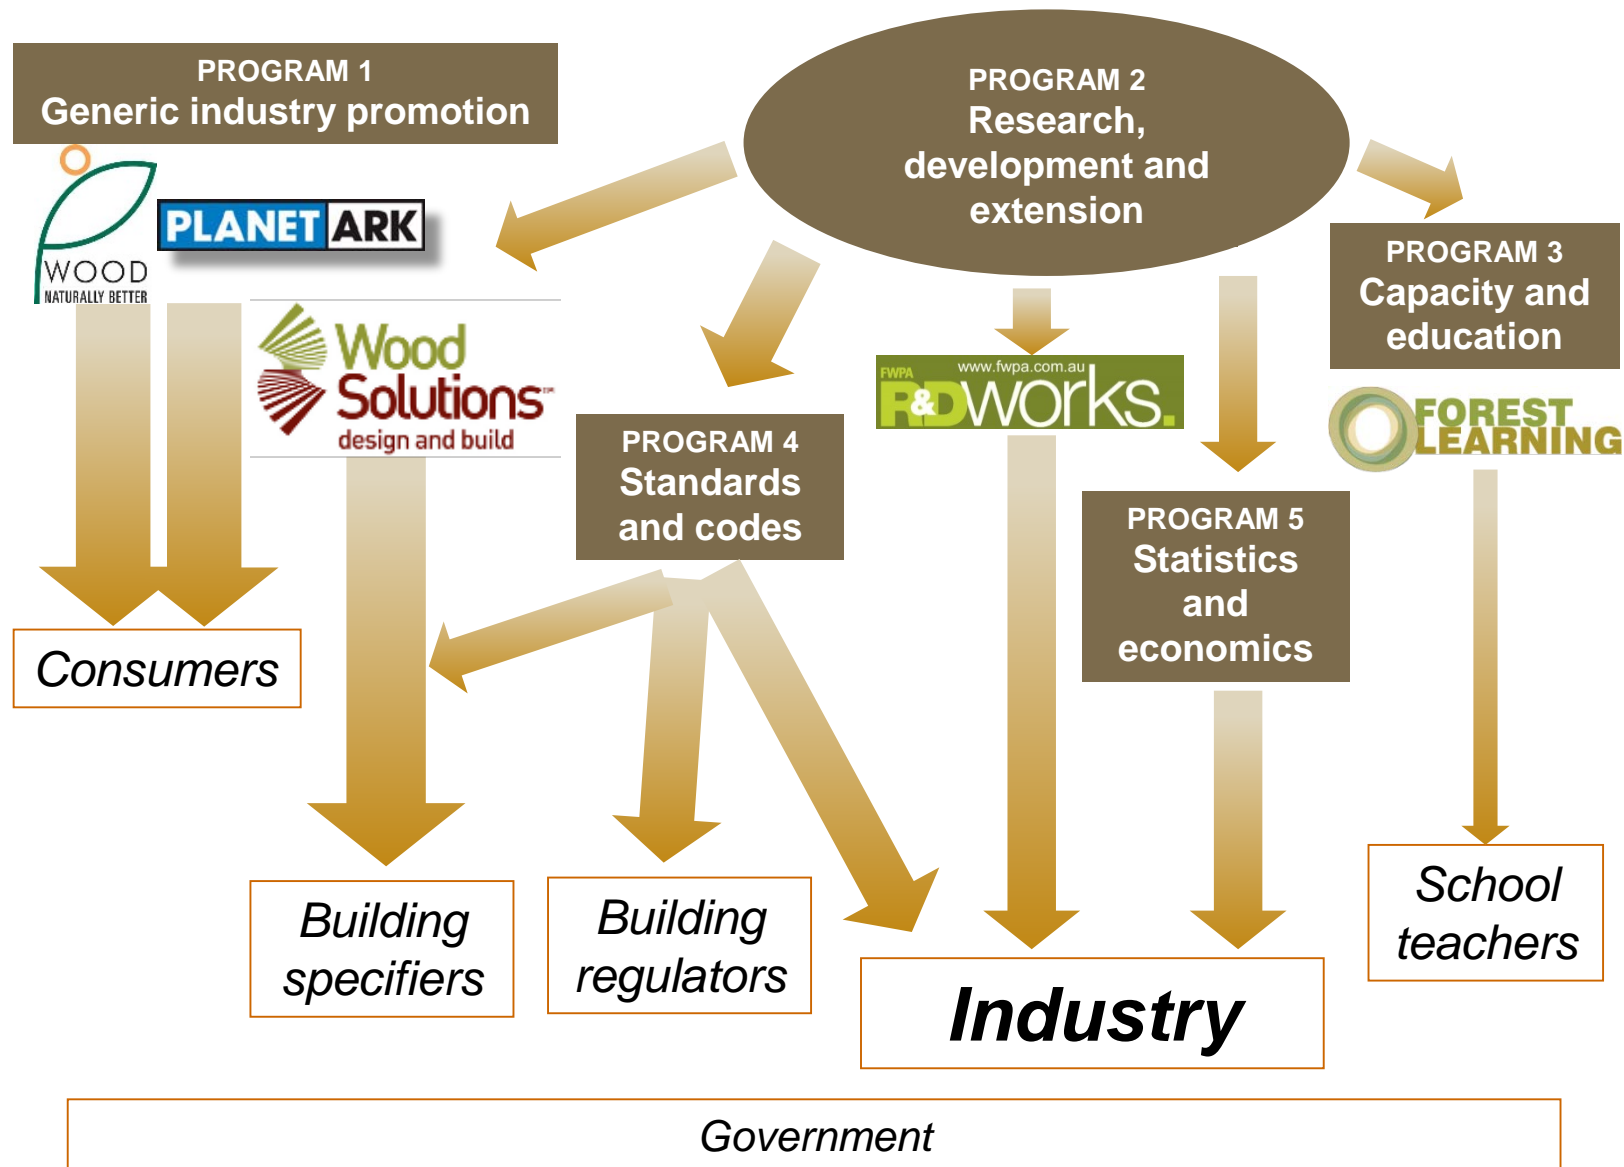 PROGRAM 1
Generic industry promotion
WOOD
NATURALLY BETTER
PLANET ARK
Wood
Solutions
design and build
PROGRAM 2
Research,
development and
extension
PROGRAM 3
Capacity and
education
FOREST
LEARNING
www.fwpa.com.au
FWPA
R&DWORKS.
PROGRAM 4
Standards
and codes
PROGRAM 5
Statistics
and
economics
Consumers
Building
specifiers
Building
regulators
Industry
School
teachers
Government